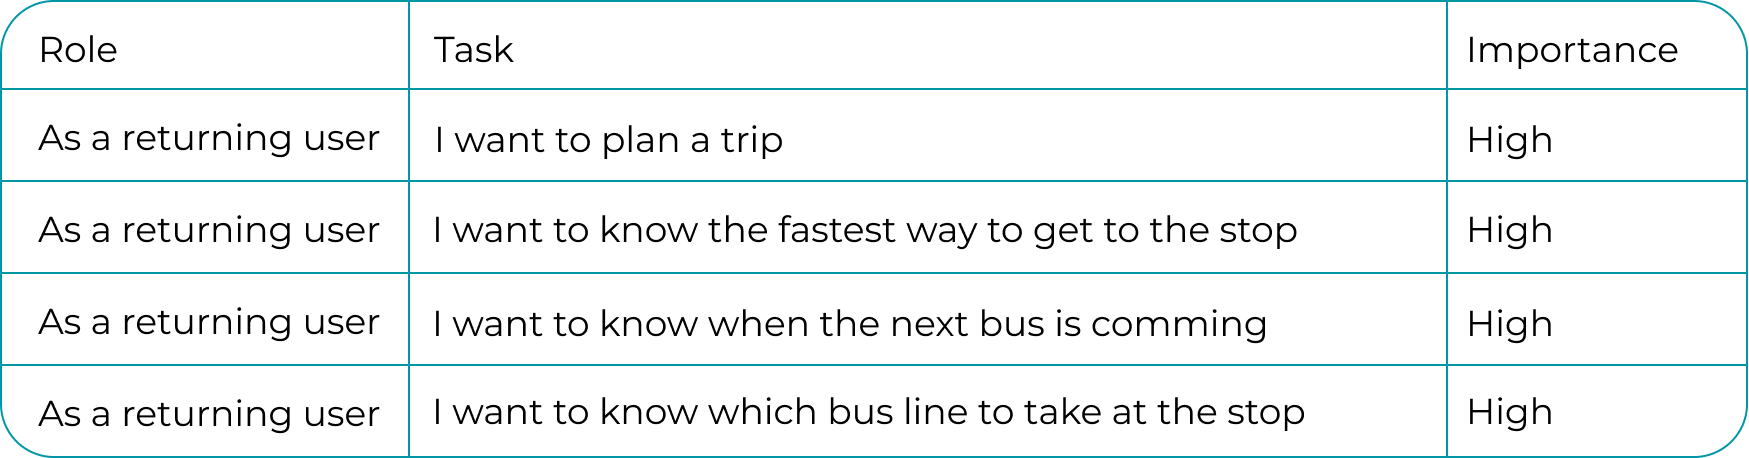 Role Task Importance
As a returning user I want to plan a trip High
As a returning user I want to know the fastest way to get to the stop High
As a returning user I want to know when the next bus is comming High
As a returning user I want to know which bus line to take at the stop High